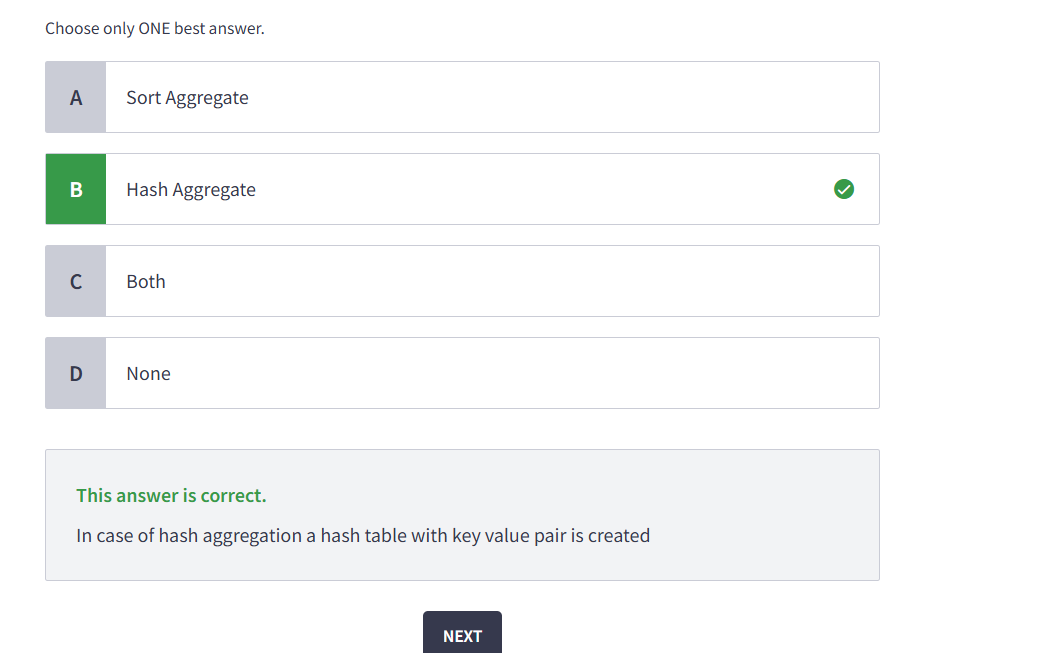 Choose only ONE best answer.
A Sort Aggregate
B Hash Aggregate
C Both
D None
This answer is correct.
In case of hash aggregation a hash table with key value pair is created
NEXT